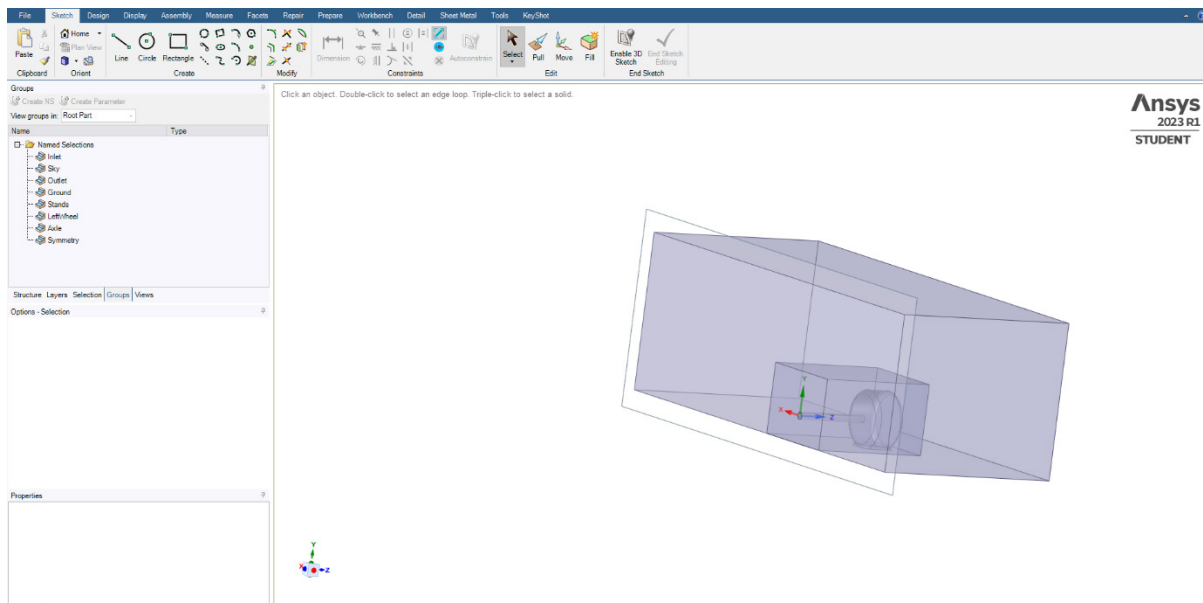 File Sketch Design Display Assembly Measure Facets Repair Prepare Workbench Detail Sheet Metal Tools KeyShot
Home
Plan View
Paste
Line Circle Rectangle
Dimension
Autoconstrain
Select Pull Move Fill
Enable 3D Sketch
End Sketch Editing
Clipboard Orient Create Modify Constraints Edit End Sketch
Groups
Create NS Create Parameter
View groups in: Root Part
Name Type
Named Selections
Inlet
Sky
Outlet
Ground
Stands
LeftWheel
Axle
Symmetry
Structure Layers Selection Groups Views
Options - Selection
Properties
Click an object. Double-click to select an edge loop. Triple-click to select a solid.
Ansys
2023 R1
STUDENT
Y
X
Z
Y
X
Z